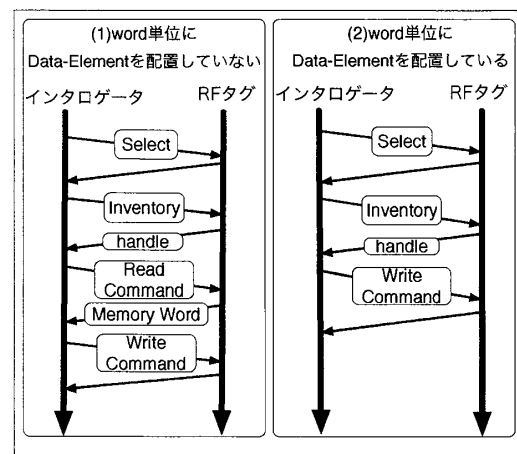 (1)word単位に
Data-Elementを配置していない
インタロゲータ RFタグ
Select
Inventory
handle
Read
Command
Memory Word
Write
Command
(2)word単位に
Data-Elementを配置している
インタロゲータ RFタグ
Select
Inventory
handle
Write
Command